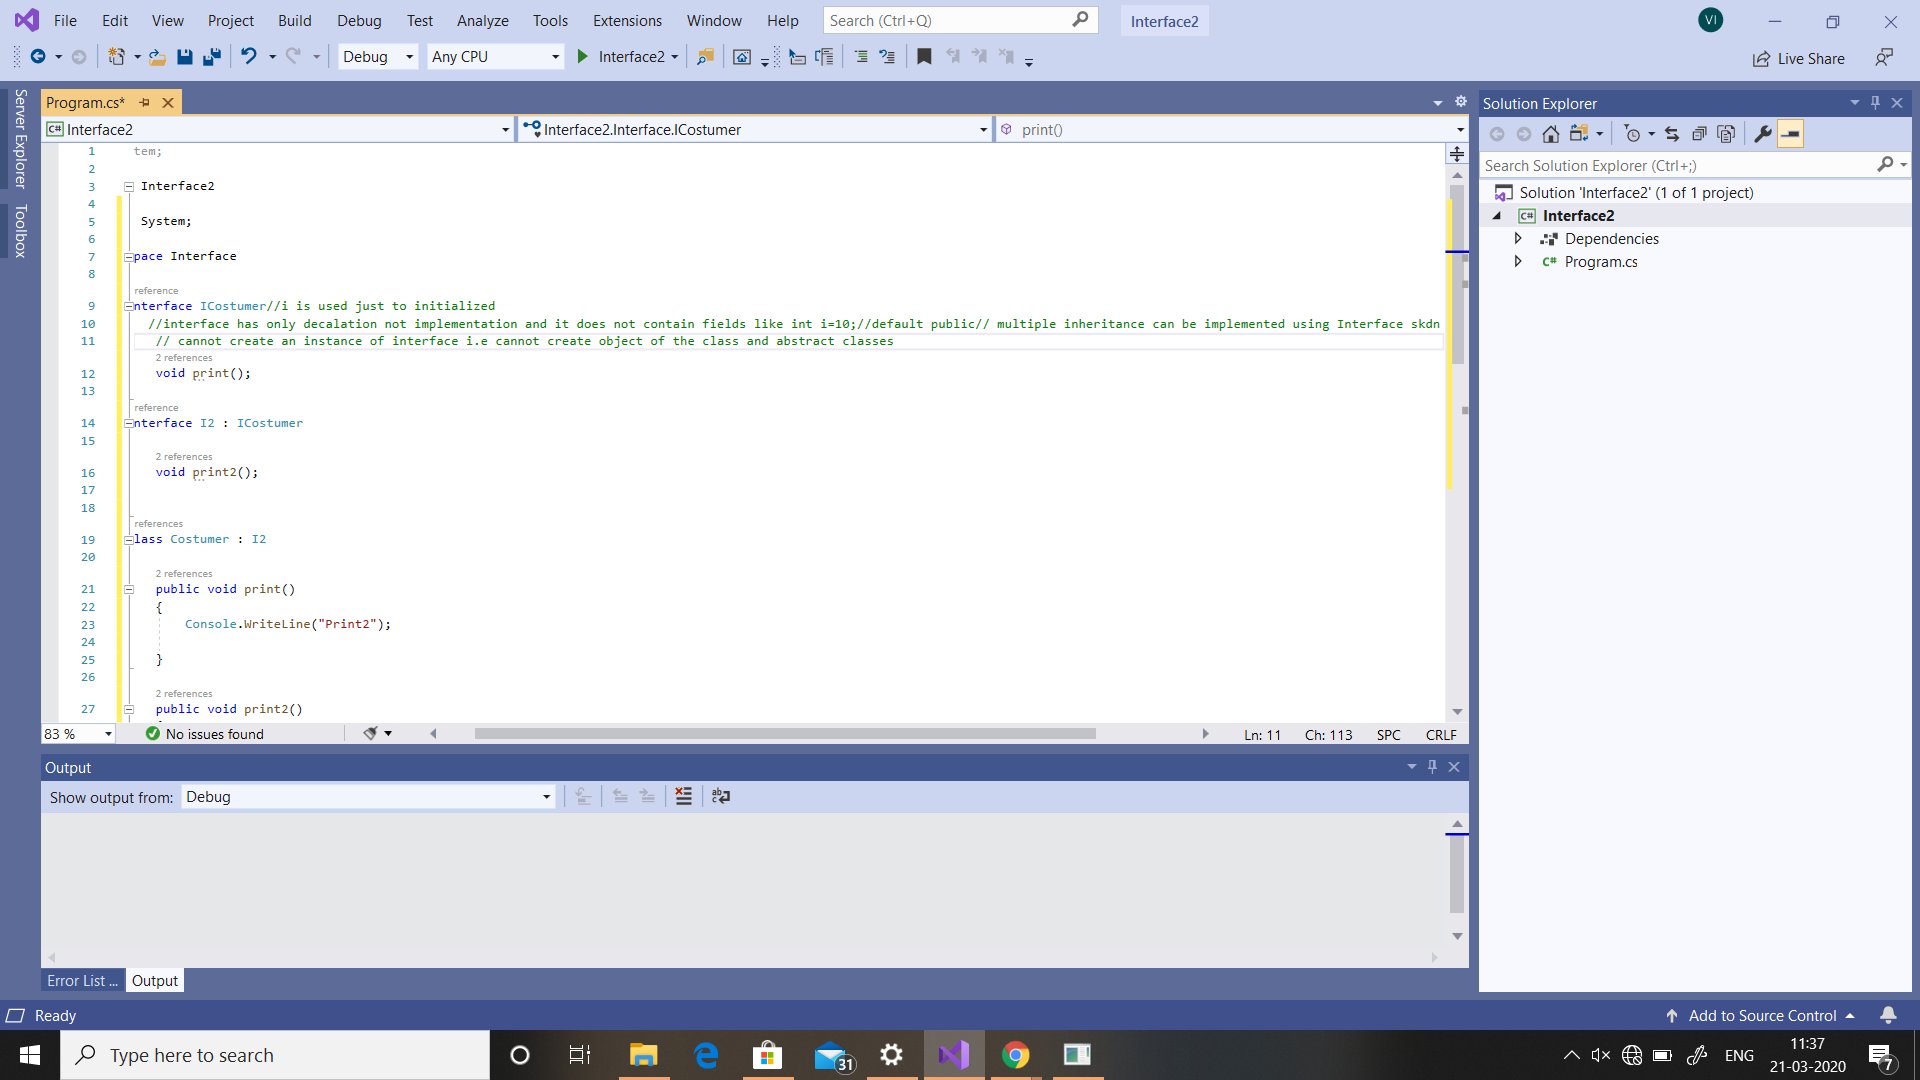 File Edit View Project Build Debug Test Analyze Tools Extensions Window Help Search (Ctrl+Q) Interface2 VI
Debug Any CPU Interface2 Live Share
Server Explorer
Toolbox
Program.cs*
Interface2 Interface2.Interface.ICostumer print()
1 tem;
2
3 Interface2
4
5 System;
6
7 pace Interface
8
reference
9 nterface ICostumer//i is used just to initialized
10 //interface has only decalation not implementation and it does not contain fields like int i=10;//default public// multiple inheritance can be implemented using Interface skdn
11 // cannot create an instance of interface i.e cannot create object of the class and abstract classes
2 references
12 void print();
13
reference
14 nterface I2 : ICostumer
15
2 references
16 void print2();
17
18
references
19 lass Costumer : I2
20
2 references
21 public void print()
22 {
23 Console.WriteLine("Print2");
24
25 }
26
2 references
27 public void print2()
83 % No issues found Ln: 11 Ch: 113 SPC CRLF
Output
Show output from: Debug
Error List ... Output
Solution Explorer
Search Solution Explorer (Ctrl+;)
Solution 'Interface2' (1 of 1 project)
C# Interface2
Dependencies
C# Program.cs
Ready Add to Source Control
Type here to search 31 ENG 11:37
21-03-2020 7